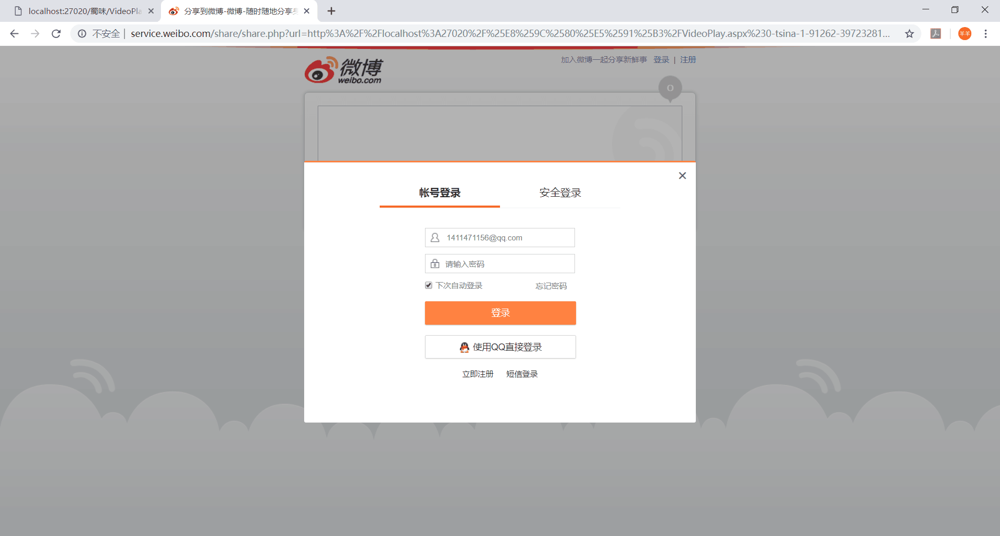 localhost:27020/蜀味/VideoPla
分享到微博-微博-随时随地分享身
不安全 | service.weibo.com/share/share.php?url=http%3A%2F%2Flocalhost%3A27020%2F%25E8%259C%2580%25E5%2591%25B3%2FVideoPlay.aspx%230-tsina-1-91262-39723281...
羊羊
微博
weibo.com
加入微博一起分享新鲜事 登录 | 注册
0
帐号登录 安全登录
1411471156@qq.com
请输入密码
下次自动登录 忘记密码
登录
使用QQ直接登录
立即注册 短信登录